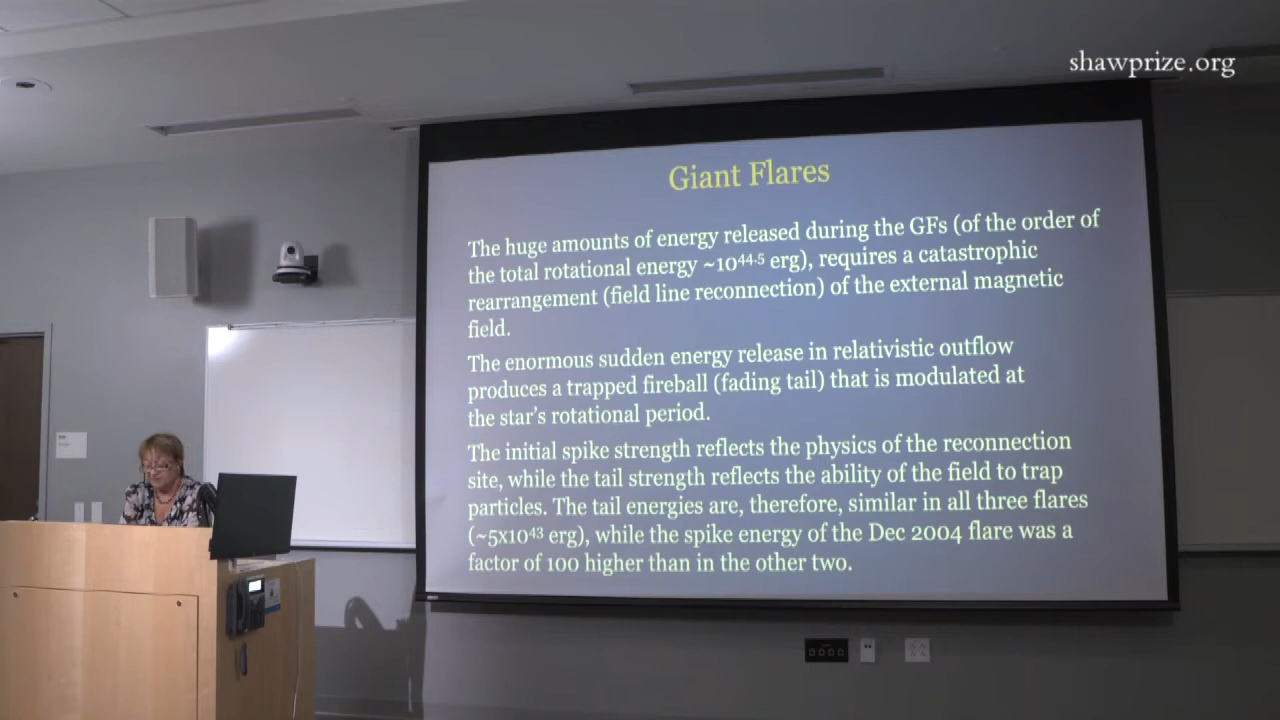 shawprize.org
Giant Flares
The huge amounts of energy released during the GFs (of the order of
the total rotational energy ~10⁴⁴·⁵ erg), requires a catastrophic
rearrangement (field line reconnection) of the external magnetic
field.
The enormous sudden energy release in relativistic outflow
produces a trapped fireball (fading tail) that is modulated at
the star's rotational period.
The initial spike strength reflects the physics of the reconnection
site, while the tail strength reflects the ability of the field to trap
particles. The tail energies are, therefore, similar in all three flares
(~5x10⁴³ erg), while the spike energy of the Dec 2004 flare was a
factor of 100 higher than in the other two.